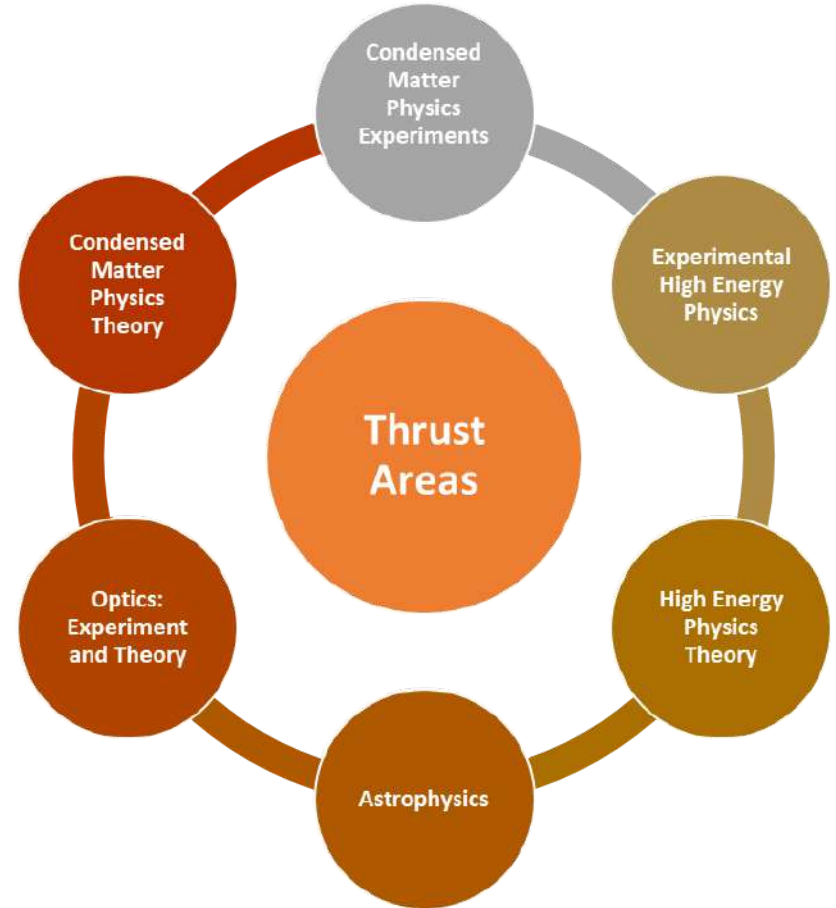 Condensed
Matter
Physics
Experiments
Experimental
High Energy
Physics
High Energy
Physics
Theory
Astrophysics
Optics:
Experiment
and Theory
Condensed
Matter
Physics
Theory
Thrust
Areas